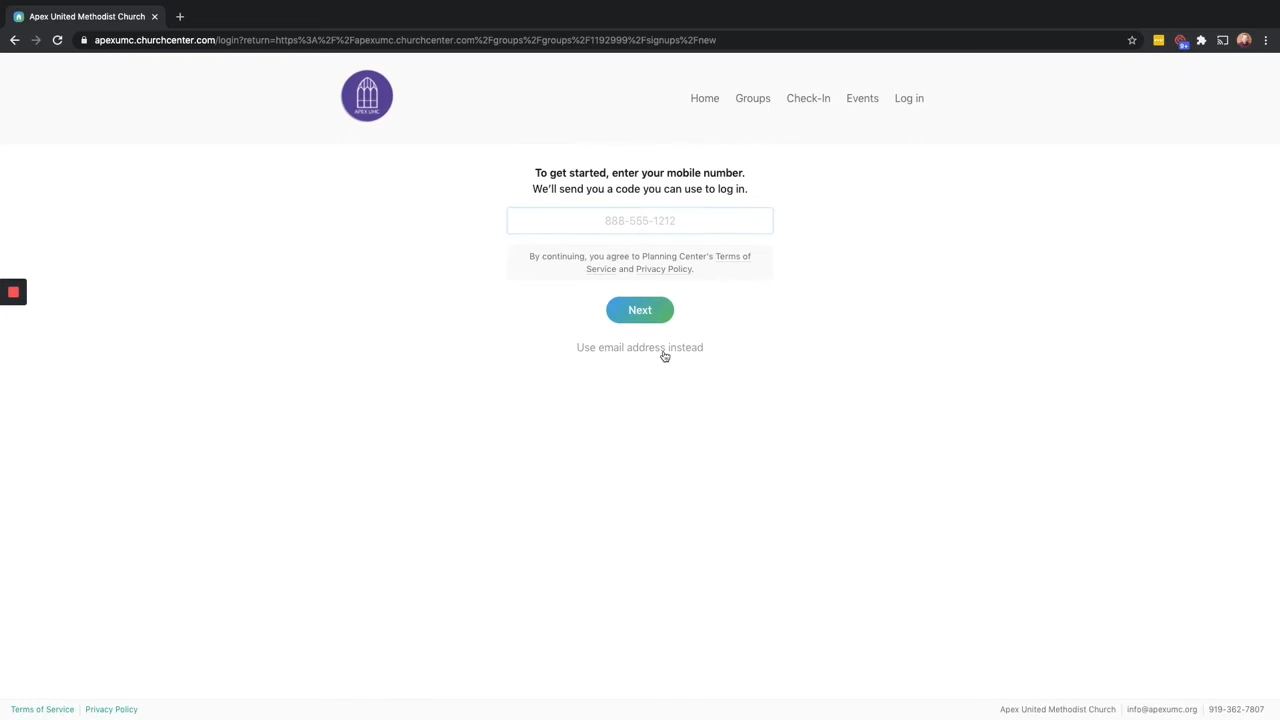 Apex United Methodist Church
apexumc.churchcenter.com/login?return=https%3A%2F%2Fapexumc.churchcenter.com%2Fgroups%2Fgroups%2F1192999%2Fsignups%2Fnew
9+
APEX UMC
Home Groups Check-In Events Log in
To get started, enter your mobile number.
We'll send you a code you can use to log in.
888-555-1212
By continuing, you agree to Planning Center's Terms of
Service and Privacy Policy.
Next
Use email address instead
Terms of Service Privacy Policy Apex United Methodist Church info@apexumc.org 919-362-7807